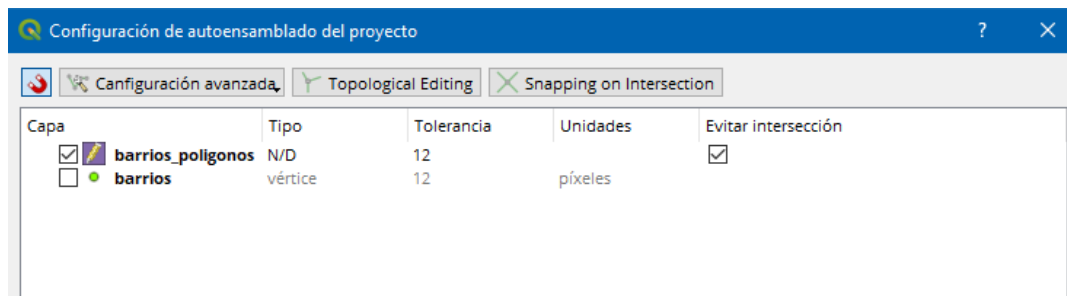 Configuración de autoensamblado del proyecto ?
Canfiguración avanzada Topological Editing Snapping on Intersection
Capa Tipo Tolerancia Unidades Evitar intersección
barrios_poligonos N/D 12
barrios vértice 12 píxeles